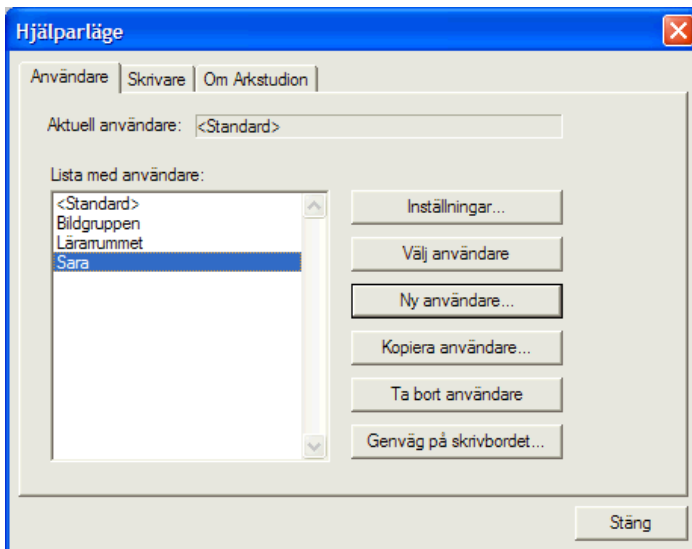 Hjälparläge
Användare Skrivare Om Arkstudion
Aktuell användare: <Standard>
Lista med användare:
<Standard>
Bildgruppen
Lärarrummet
Sara
Inställningar...
Välj användare
Ny användare...
Kopiera användare...
Ta bort användare
Genväg på skrivbordet...
Stäng